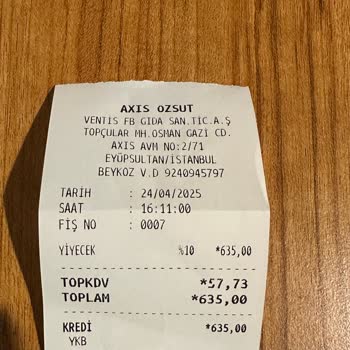 AXIS OZSUT
VENTIS FB GIDA SAN.TİC.A.Ş
TOPÇULAR MH.OSMAN GAZİ CD.
AXIS AVM NO:2/71
EYÜPSULTAN/İSTANBUL
BEYKOZ V.D 9240945797
TARİH : 24/04/2025
SAAT : 16:11:00
FİŞ NO : 0007
YİYECEK %10 *635,00
TOPKDV *57,73
TOPLAM *635,00
KREDİ *635,00
YKB